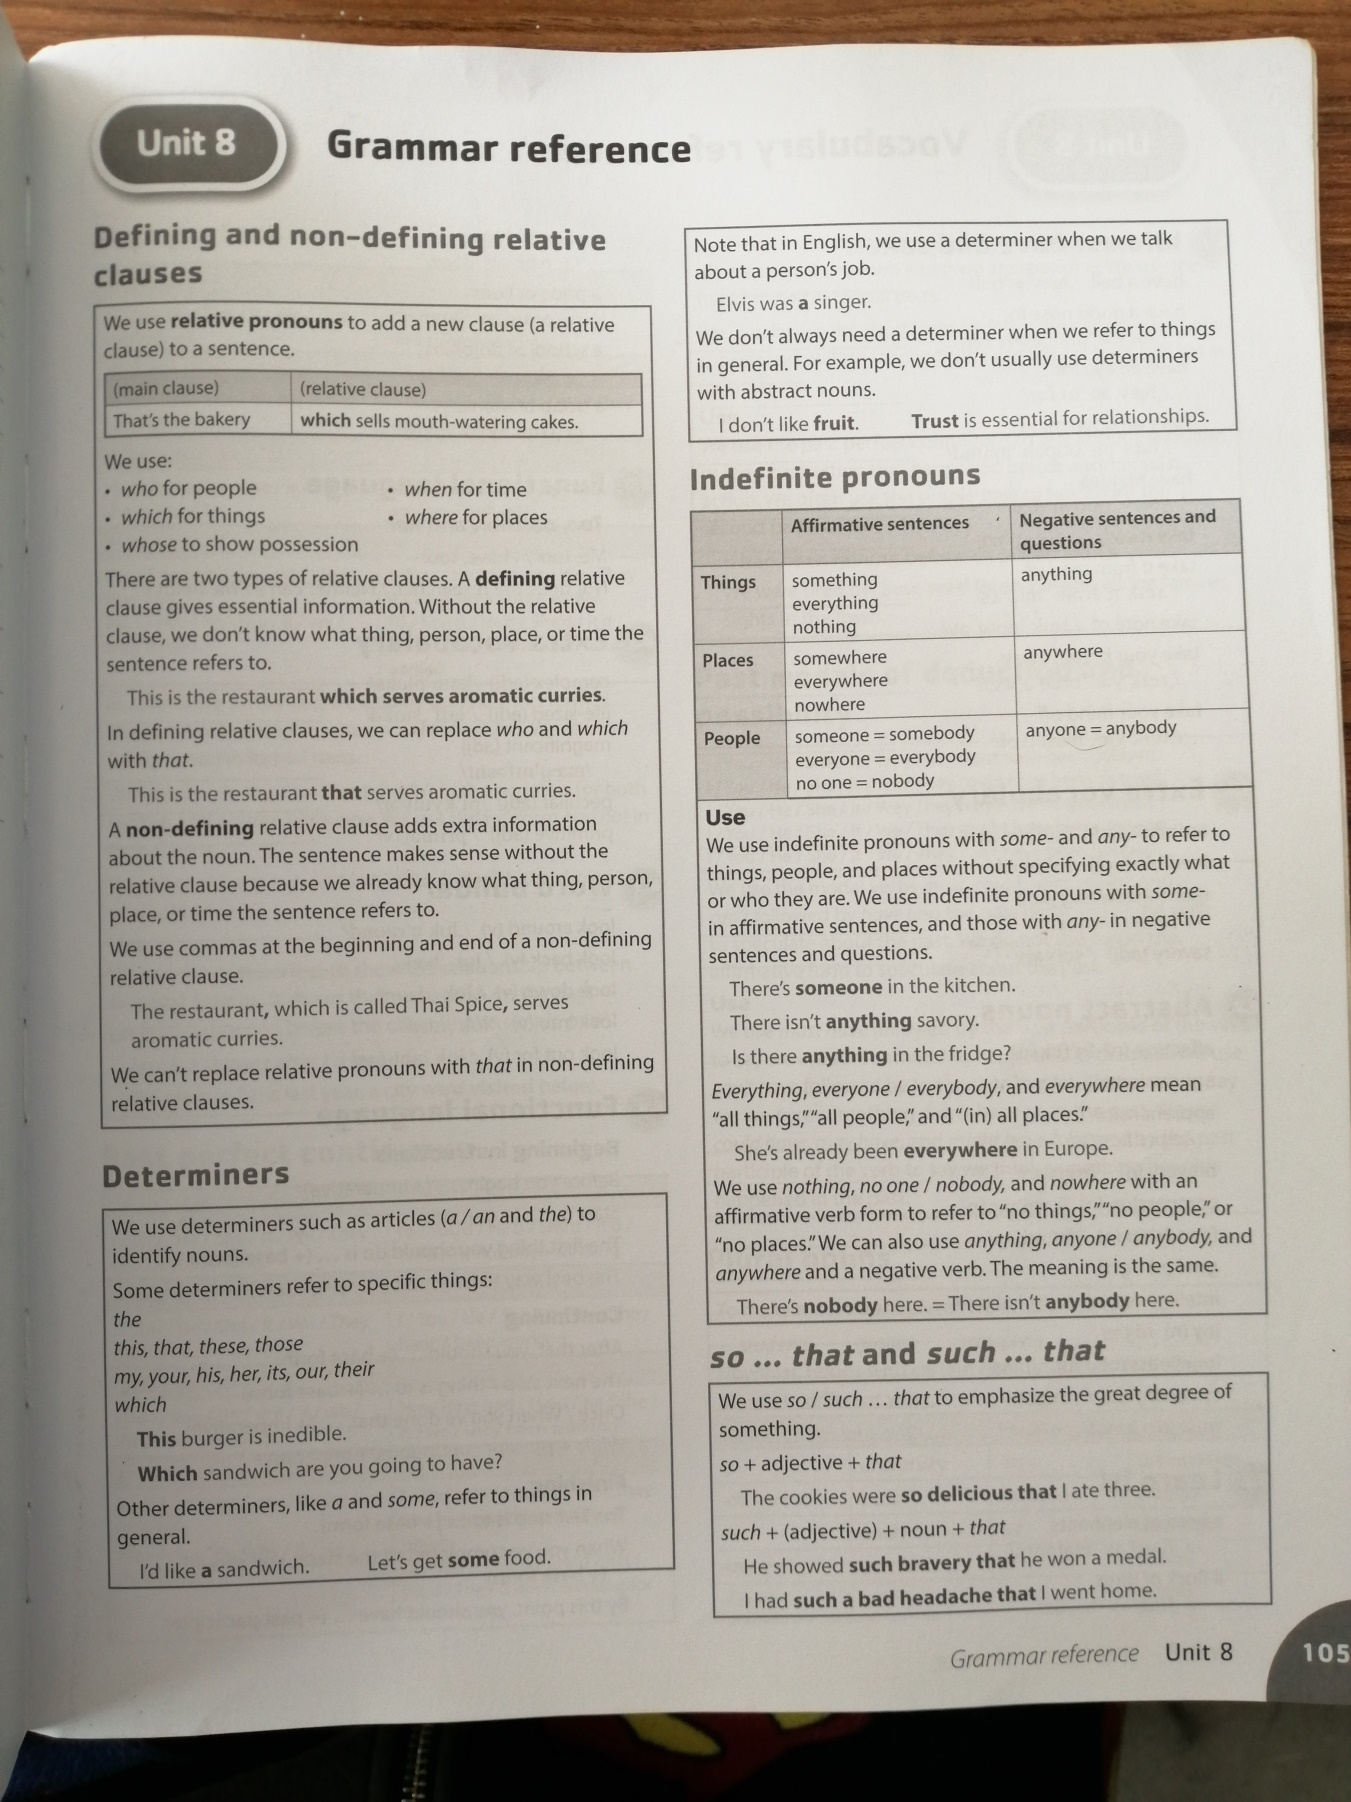 Unit 8
Grammar reference
Defining and non-defining relative
clauses
We use relative pronouns to add a new clause (a relative
clause) to a sentence.
(main clause) (relative clause)
That's the bakery which sells mouth-watering cakes.
We use:
• who for people • when for time
• which for things • where for places
• whose to show possession
There are two types of relative clauses. A defining relative
clause gives essential information. Without the relative
clause, we don't know what thing, person, place, or time the
sentence refers to.
This is the restaurant which serves aromatic curries.
In defining relative clauses, we can replace who and which
with that.
This is the restaurant that serves aromatic curries.
A non-defining relative clause adds extra information
about the noun. The sentence makes sense without the
relative clause because we already know what thing, person,
place, or time the sentence refers to.
We use commas at the beginning and end of a non-defining
relative clause.
The restaurant, which is called Thai Spice, serves
aromatic curries.
We can't replace relative pronouns with that in non-defining
relative clauses.
Determiners
We use determiners such as articles (a / an and the) to
identify nouns.
Some determiners refer to specific things:
the
this, that, these, those
my, your, his, her, its, our, their
which
This burger is inedible.
Which sandwich are you going to have?
Other determiners, like a and some, refer to things in
general.
I'd like a sandwich. Let's get some food.
Note that in English, we use a determiner when we talk
about a person's job.
Elvis was a singer.
We don't always need a determiner when we refer to things
in general. For example, we don't usually use determiners
with abstract nouns.
I don't like fruit. Trust is essential for relationships.
Indefinite pronouns
Affirmative sentences Negative sentences and
questions
Things something anything
everything
nothing
Places somewhere anywhere
everywhere
nowhere
People someone = somebody anyone = anybody
everyone = everybody
no one = nobody
Use
We use indefinite pronouns with some- and any- to refer to
things, people, and places without specifying exactly what
or who they are. We use indefinite pronouns with some-
in affirmative sentences, and those with any- in negative
sentences and questions.
There's someone in the kitchen.
There isn't anything savory.
Is there anything in the fridge?
Everything, everyone / everybody, and everywhere mean
"all things," "all people," and "(in) all places."
She's already been everywhere in Europe.
We use nothing, no one / nobody, and nowhere with an
affirmative verb form to refer to "no things," "no people," or
"no places." We can also use anything, anyone / anybody, and
anywhere and a negative verb. The meaning is the same.
There's nobody here. = There isn't anybody here.
so ... that and such ... that
We use so / such ... that to emphasize the great degree of
something.
so + adjective + that
The cookies were so delicious that I ate three.
such + (adjective) + noun + that
He showed such bravery that he won a medal.
I had such a bad headache that I went home.
Grammar reference Unit 8 105